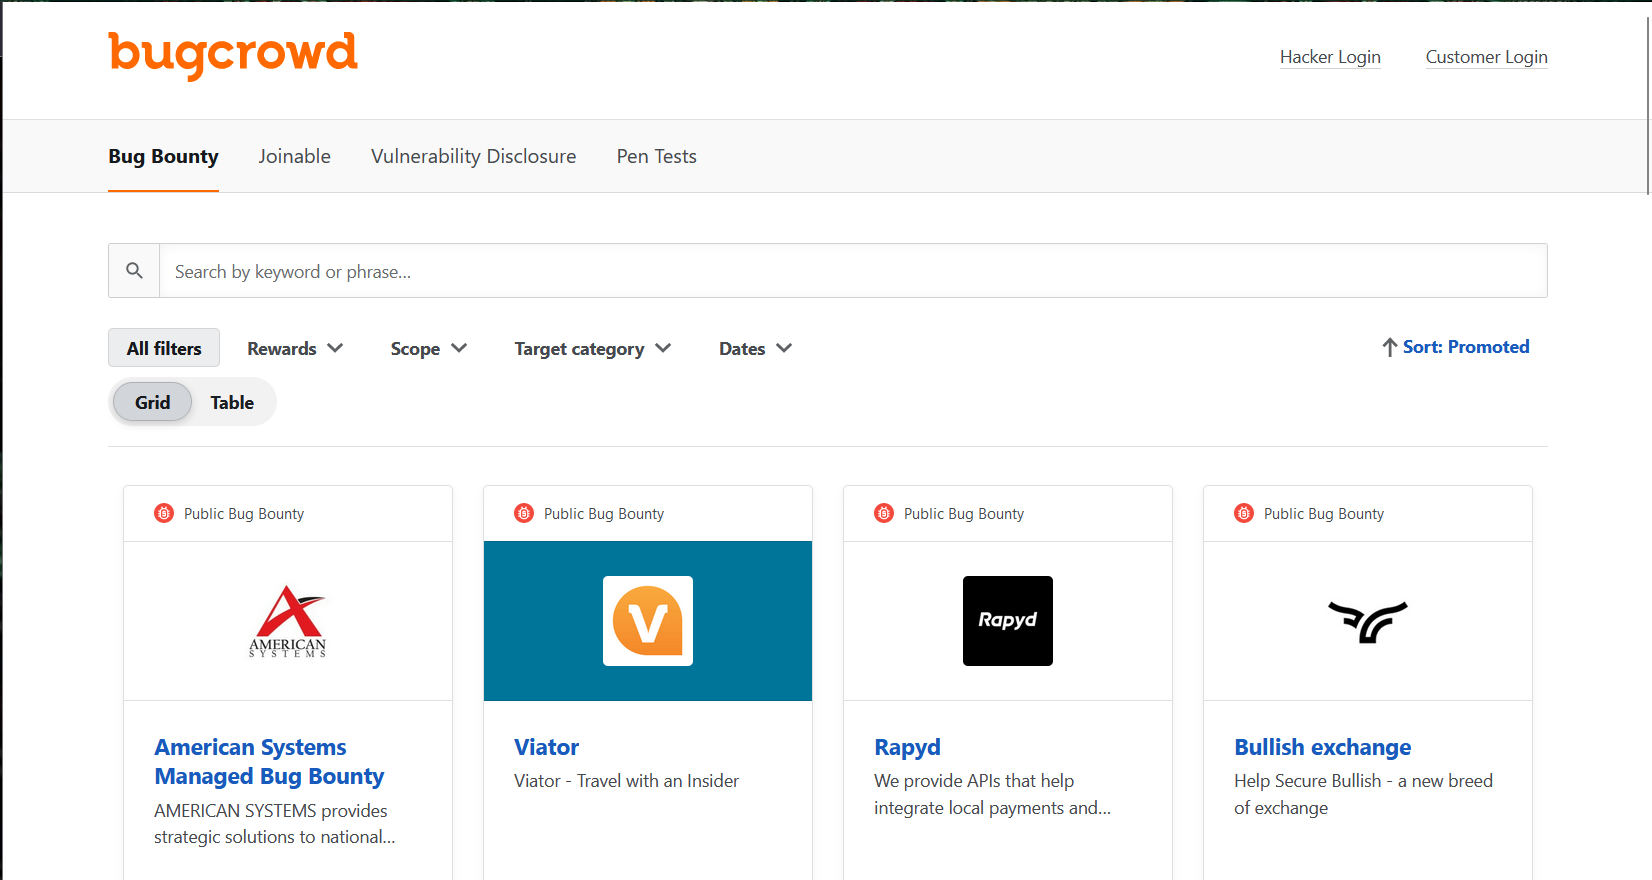 bugcrowd
Hacker Login
Customer Login
Bug Bounty
Joinable
Vulnerability Disclosure
Pen Tests
Search by keyword or phrase...
All filters
Rewards
Scope
Target category
Dates
Sort: Promoted
Grid
Table
Public Bug Bounty
AMERICAN
SYSTEMS
American Systems
Managed Bug Bounty
AMERICAN SYSTEMS provides
strategic solutions to national...
Public Bug Bounty
V
Viator
Viator - Travel with an Insider
Public Bug Bounty
Rapyd
Rapyd
We provide APIs that help
integrate local payments and...
Public Bug Bounty
Bullish exchange
Help Secure Bullish - a new breed
of exchange